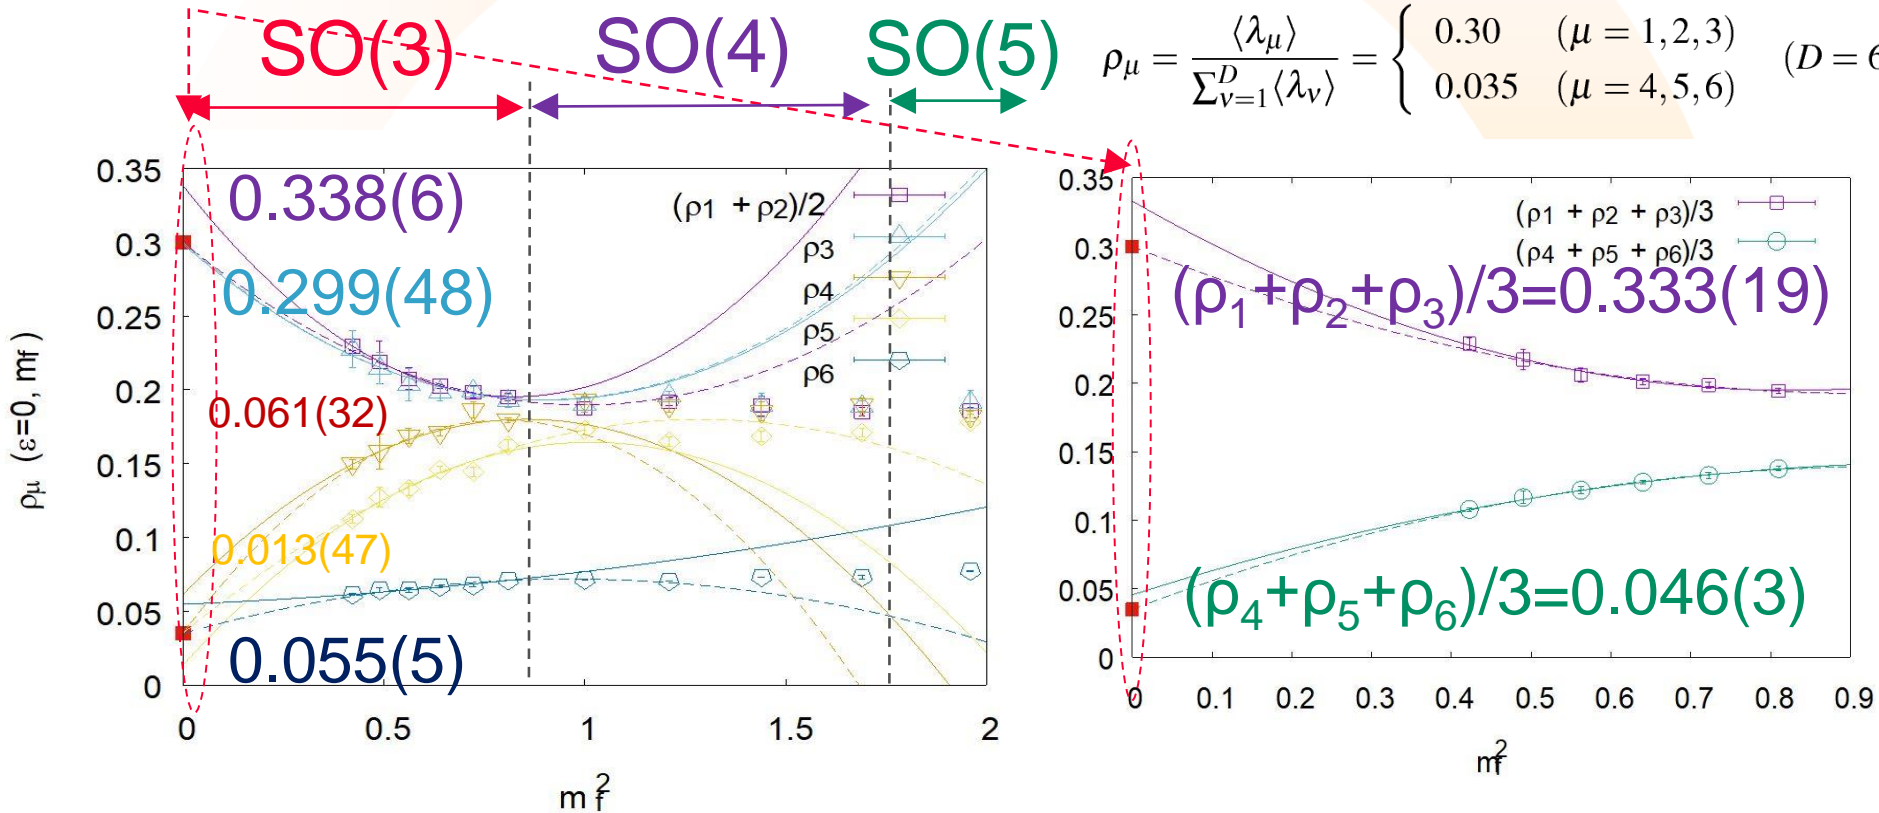 SO(3) SO(4) SO(5)
ρμ = ⟨λμ⟩ / ∑ν=1^D ⟨λν⟩ = { 0.30 (μ = 1,2,3)
0.035 (μ = 4,5,6)
(D = 6
0.35
0.3
0.25
0.2
0.15
0.1
0.05
0
ρμ (ε=0, mf)
0.338(6)
0.299(48)
0.061(32)
0.013(47)
0.055(5)
(ρ1 + ρ2)/2
ρ3
ρ4
ρ5
ρ6
0 0.5 1 1.5 2
mf²
0.35
0.3
0.25
0.2
0.15
0.1
0.05
0
(ρ1 + ρ2 + ρ3)/3
(ρ4 + ρ5 + ρ6)/3
(ρ₁+ρ₂+ρ₃)/3=0.333(19)
(ρ₄+ρ₅+ρ₆)/3=0.046(3)
0 0.1 0.2 0.3 0.4 0.5 0.6 0.7 0.8 0.9
mf²